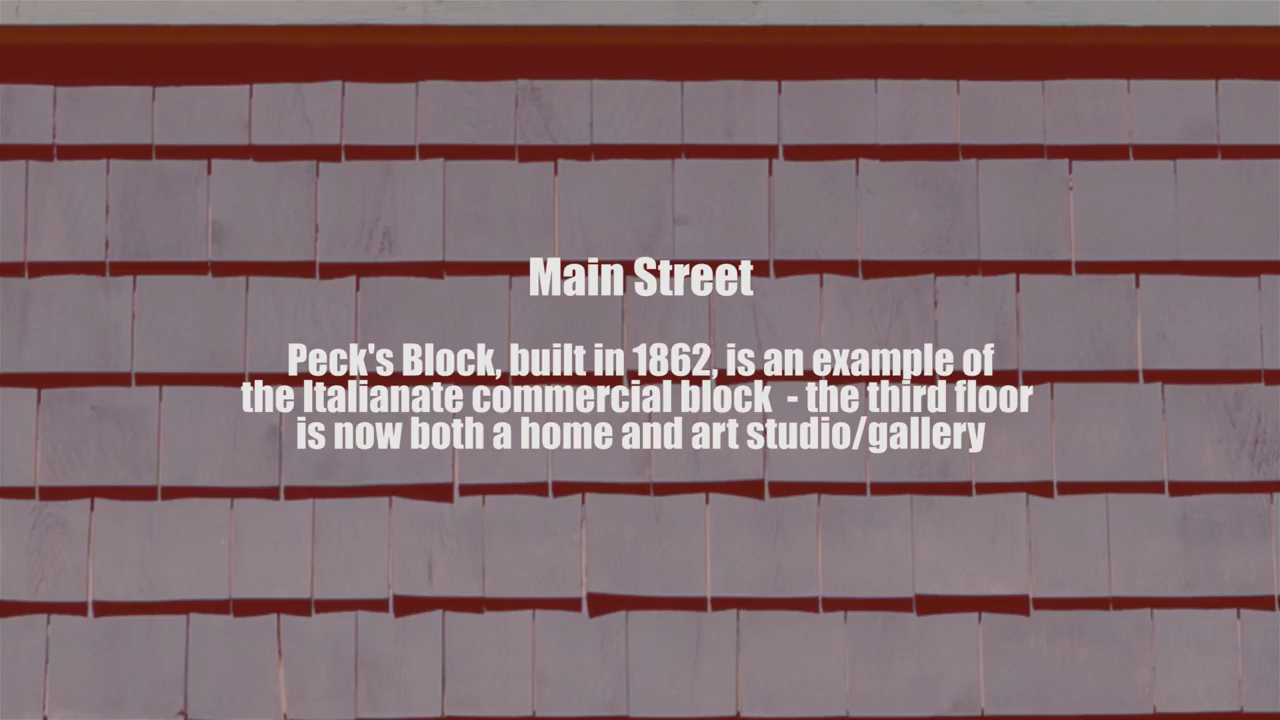 Main Street
Peck's Block, built in 1862, is an example of
the Italianate commercial block  - the third floor
is now both a home and art studio/gallery